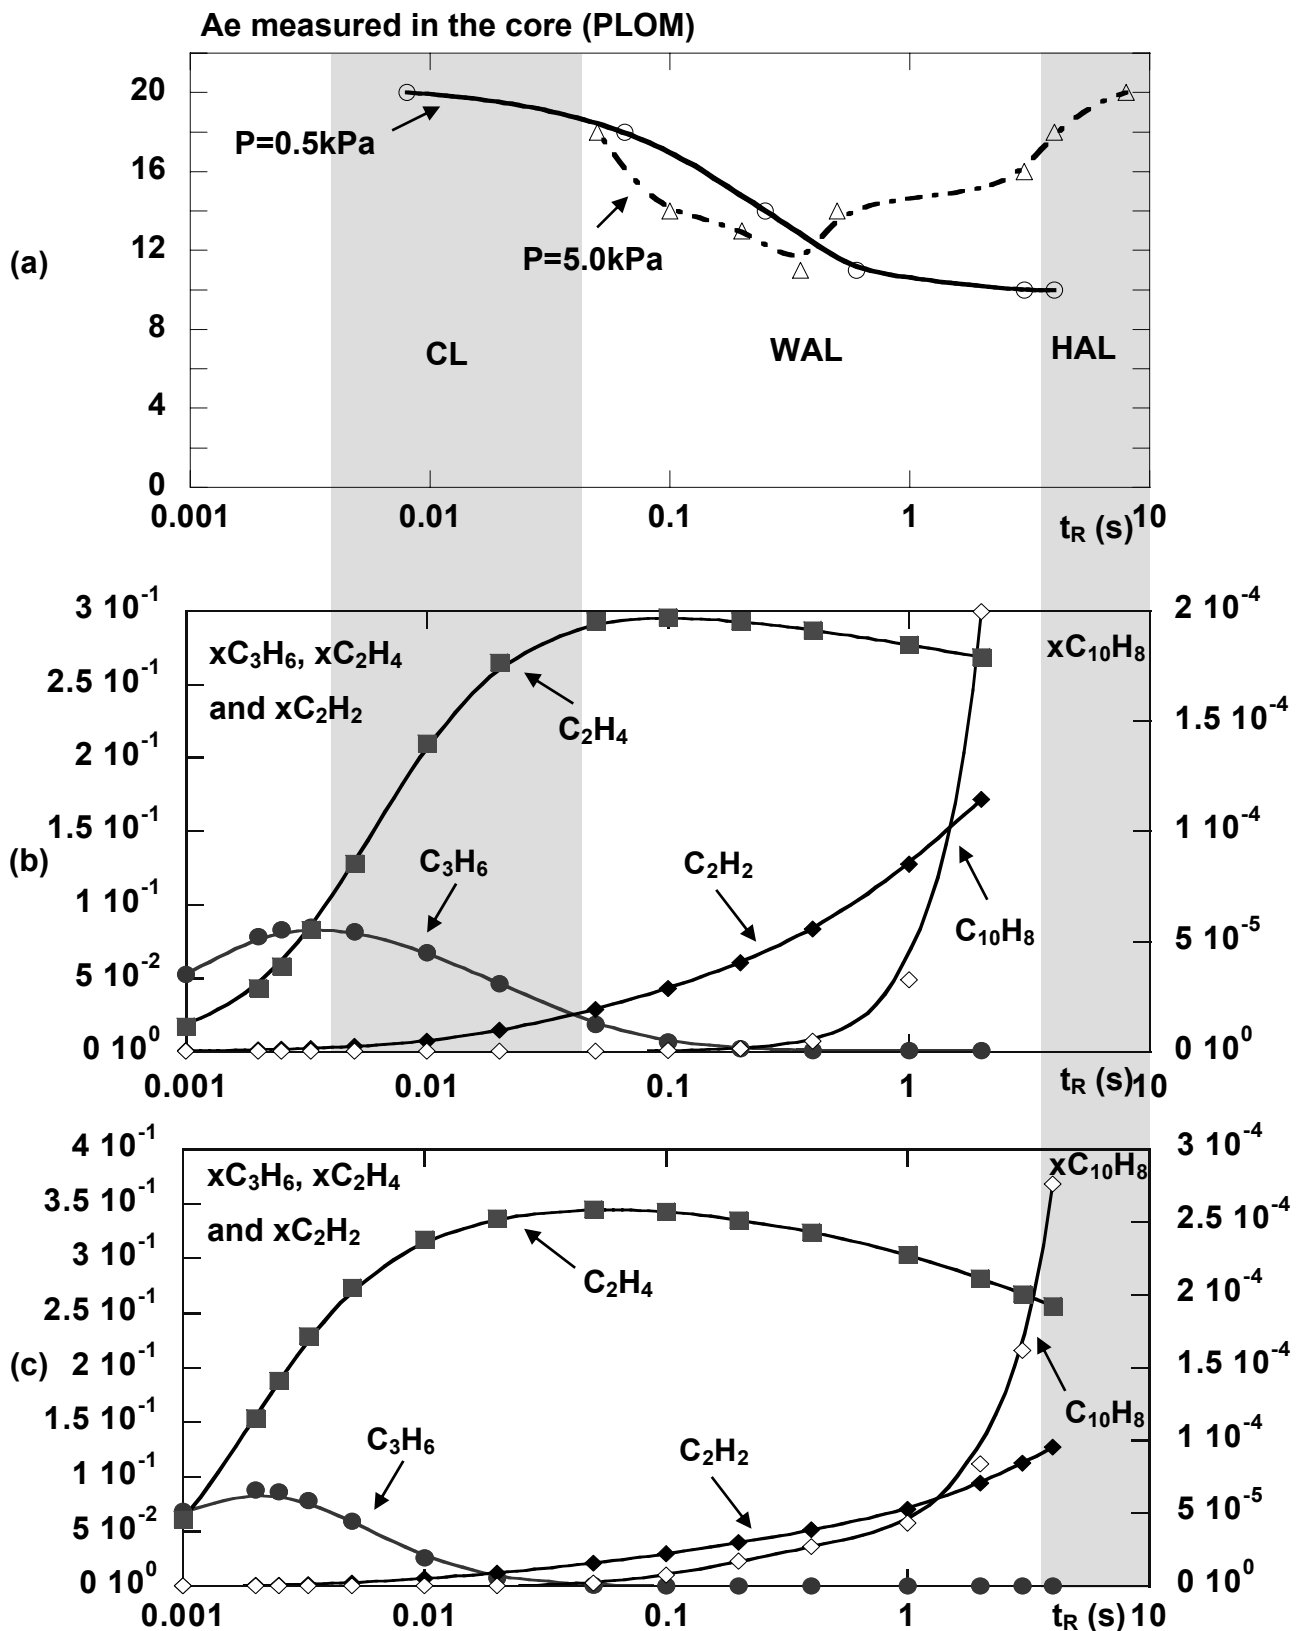 Ae measured in the core (PLOM)
20
P=0.5kPa
16
12
(a)
P=5.0kPa
8
CL
WAL
HAL
4
0
0.001
0.01
0.1
1
t_R (s)
10
3 10⁻¹
2 10⁻⁴
xC₃H₆, xC₂H₄
xC₁₀H₈
2.5 10⁻¹
and xC₂H₂
C₂H₄
1.5 10⁻⁴
2 10⁻¹
1.5 10⁻¹
1 10⁻⁴
(b)
C₃H₆
C₂H₂
1 10⁻¹
C₁₀H₈
5 10⁻⁵
5 10⁻²
0 10⁰
0 10⁰
0.001
0.01
0.1
1
t_R (s)
10
4 10⁻¹
3 10⁻⁴
xC₃H₆, xC₂H₄
xC₁₀H₈
3.5 10⁻¹
and xC₂H₂
2.5 10⁻⁴
3 10⁻¹
C₂H₄
2.5 10⁻¹
2 10⁻⁴
(c)
2 10⁻¹
1.5 10⁻⁴
1.5 10⁻¹
C₃H₆
C₂H₂
C₁₀H₈
1 10⁻⁴
1 10⁻¹
5 10⁻²
5 10⁻⁵
0 10⁰
0 10⁰
0.001
0.01
0.1
1
t_R (s)
10